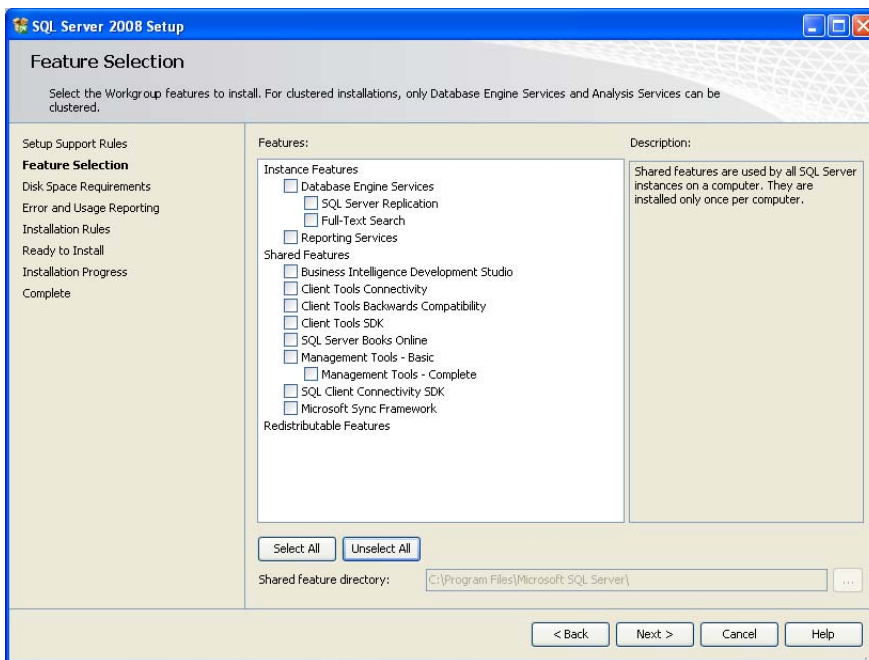 SQL Server 2008 Setup
Feature Selection
Select the Workgroup features to install. For clustered installations, only Database Engine Services and Analysis Services can be
clustered.
Setup Support Rules
Feature Selection
Disk Space Requirements
Error and Usage Reporting
Installation Rules
Ready to Install
Installation Progress
Complete
Features:
Instance Features
Database Engine Services
SQL Server Replication
Full-Text Search
Reporting Services
Shared Features
Business Intelligence Development Studio
Client Tools Connectivity
Client Tools Backwards Compatibility
Client Tools SDK
SQL Server Books Online
Management Tools - Basic
Management Tools - Complete
SQL Client Connectivity SDK
Microsoft Sync Framework
Redistributable Features
Description:
Shared features are used by all SQL Server
instances on a computer. They are
installed only once per computer.
Select All
Unselect All
Shared feature directory:
C:\Program Files\Microsoft SQL Server\
...
< Back
Next >
Cancel
Help